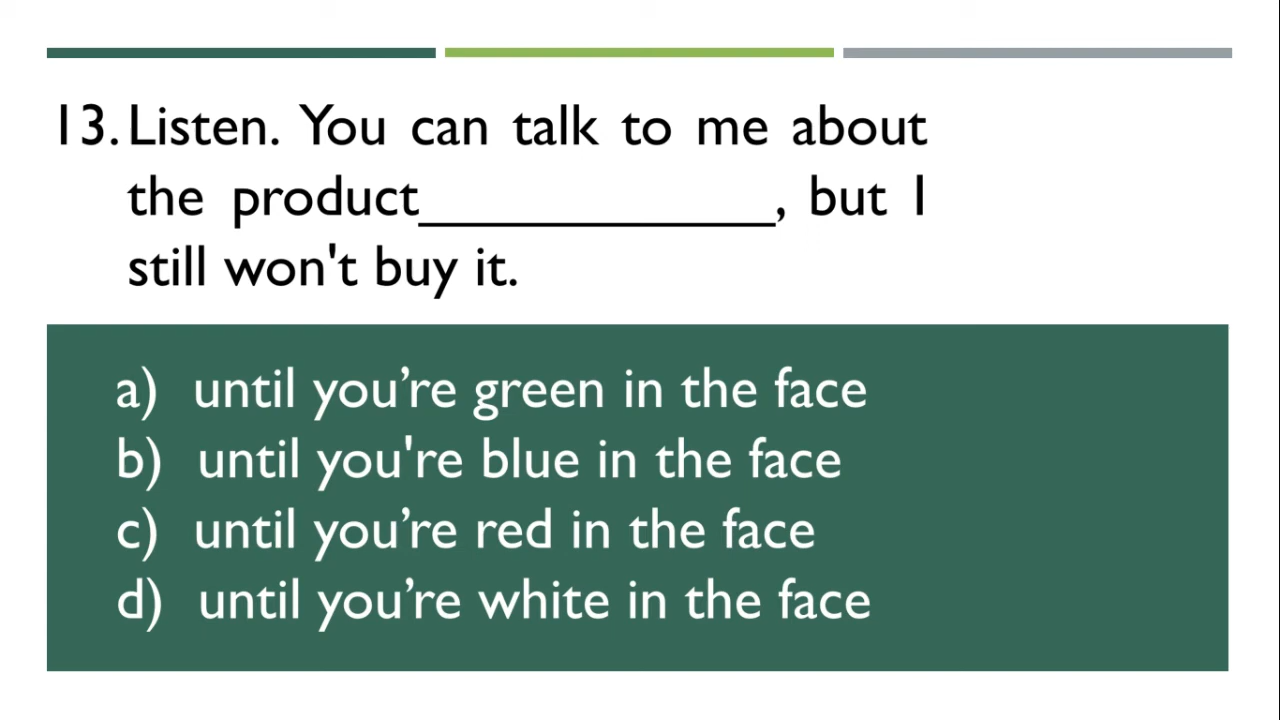 13. Listen. You can talk to me about
the product____________, but I
still won't buy it.
a) until you’re green in the face
b) until you're blue in the face
c) until you’re red in the face
d) until you’re white in the face